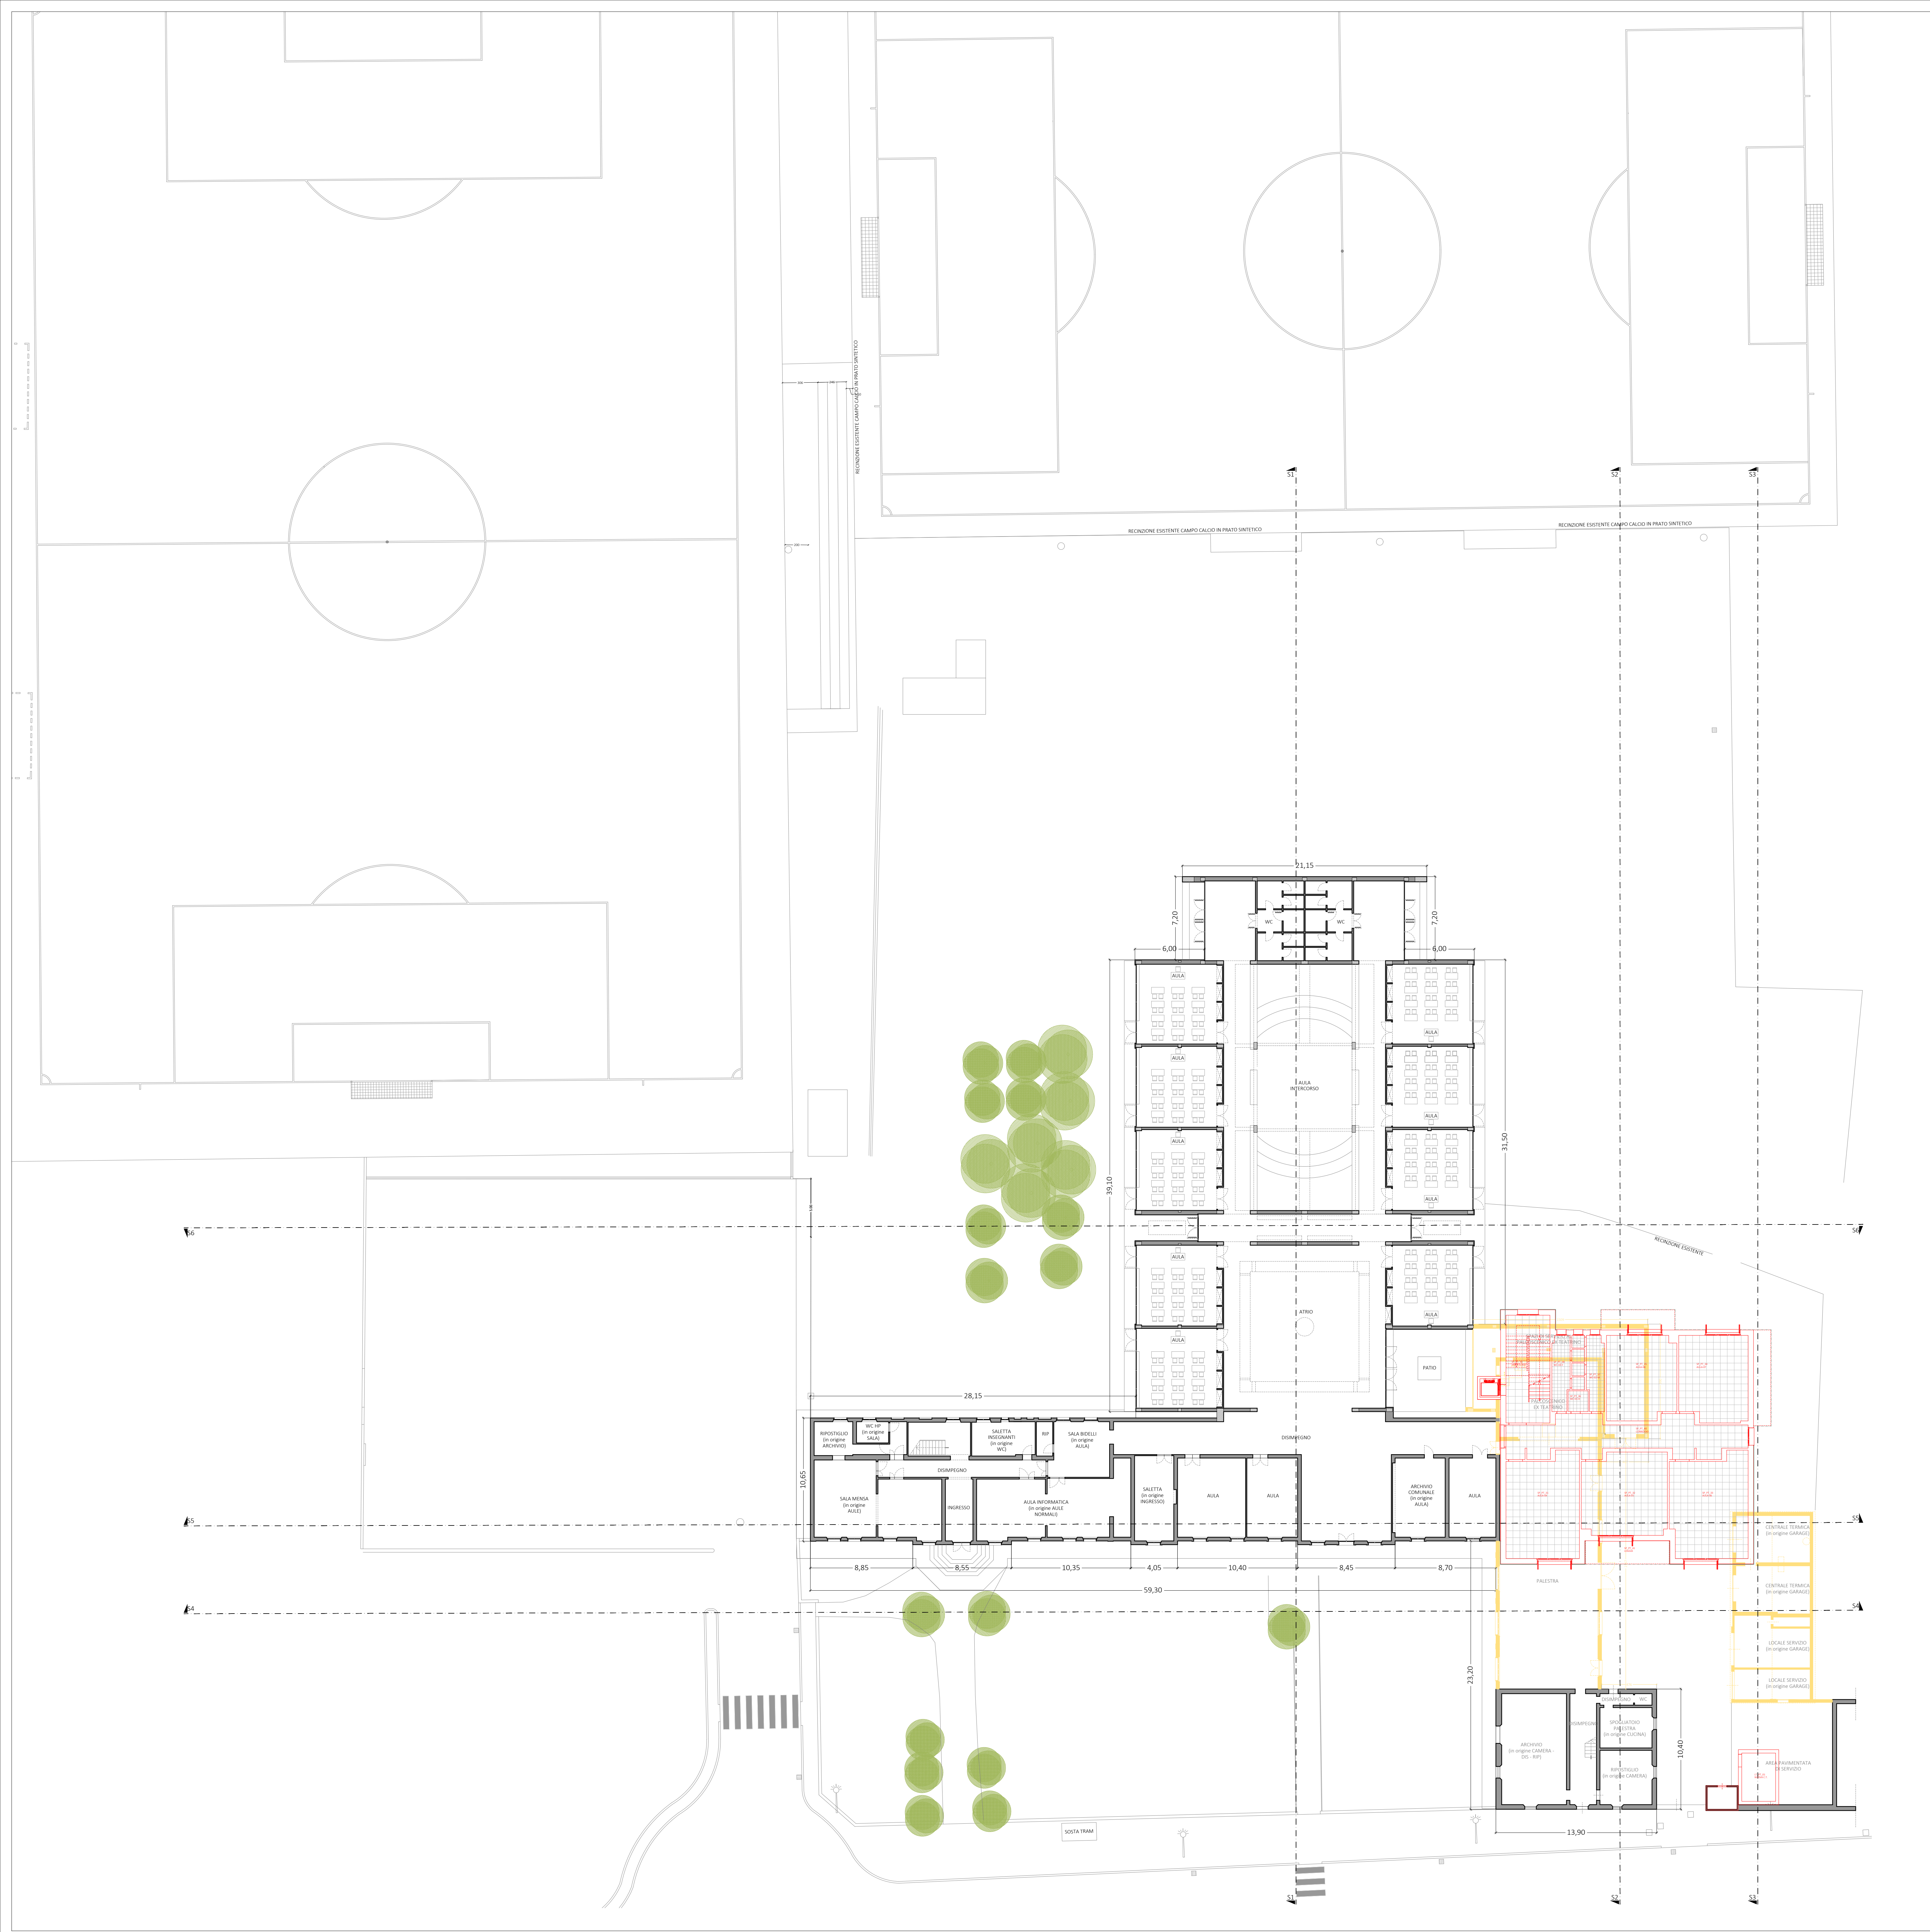 RECINZIONE ESISTENTE CAMPO CALCIO IN PRATO SINTETICO
S1
S2
S3
RECINZIONE ESISTENTE CAMPO CALCIO IN PRATO SINTETICO
RECINZIONE ESISTENTE CAMPO CALCIO IN PRATO SINTETICO
21,15
7,20
7,20
WC
WC
6,00
6,00
AULA
AULA
AULA
AULA
AULA
INTERCORSO
AULA
AULA
AULA
39,10
31,50
S6
S6
RECINZIONE ESISTENTE
AULA
ATRIO
AULA
AULA
PATIO
28,15
EX TEATRINO
RIPOSTIGLIO
(in origine
ARCHIVIO)
WC HP
(in origine
SALA)
SALETTA
INSEGNANTI
(in origine
WC)
RIP
SALA BIDELLI
(in origine
AULA)
DISIMPEGNO
DISIMPEGNO
10,65
SALA MENSA
(in origine
AULE)
INGRESSO
AULA INFORMATICA
(in origine AULE
NORMALI)
SALETTA
(in origine
INGRESSO)
AULA
AULA
ARCHIVIO
COMUNALE
(in origine
AULA)
AULA
S5
S5
CENTRALE TERMICA
(in origine GARAGE)
8,85
8,55
10,35
4,05
10,40
8,45
8,70
59,30
PALESTRA
CENTRALE TERMICA
(in origine GARAGE)
S4
S4
LOCALE SERVIZIO
(in origine GARAGE)
LOCALE SERVIZIO
(in origine GARAGE)
23,20
DISIMPEGNO
WC
DISIMPEGNO
SPOGLIATOIO
PALESTRA
(in origine CUCINA)
ARCHIVIO
(in origine CAMERA -
DIS - RIP)
RIPOSTIGLIO
(in origine CAMERA)
10,40
AREA PAVIMENTATA
DI SERVIZIO
SOSTA TRAM
13,90
S1
S2
S3